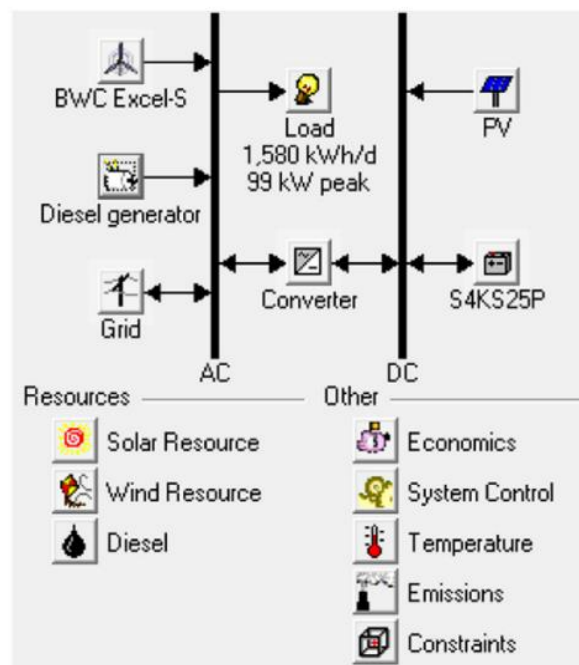 BWC Excel-S
Load
1,580 kWh/d
99 kW peak
PV
Diesel generator
Grid
Converter
S4KS25P
AC
DC
Resources
Other
Solar Resource
Economics
Wind Resource
System Control
Diesel
Temperature
Emissions
Constraints